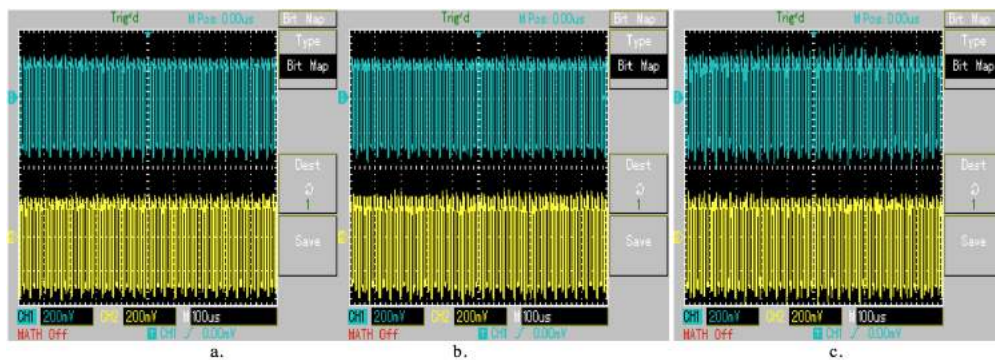 Trig'd M Pos: 0.00us Bit Map
Type
Bit Map
Dest
1
Save
CH1 200mV CH2 200mV M 100us
MATH Off CH1 0.00mV
a.
Trig'd M Pos: 0.00us Bit Map
Type
Bit Map
Dest
1
Save
CH1 200mV CH2 200mV M 100us
MATH Off CH1 0.00mV
b.
Trig'd M Pos: 0.00us Bit Map
Type
Bit Map
Dest
1
Save
CH1 200mV CH2 200mV M 100us
MATH Off CH1 0.00mV
c.